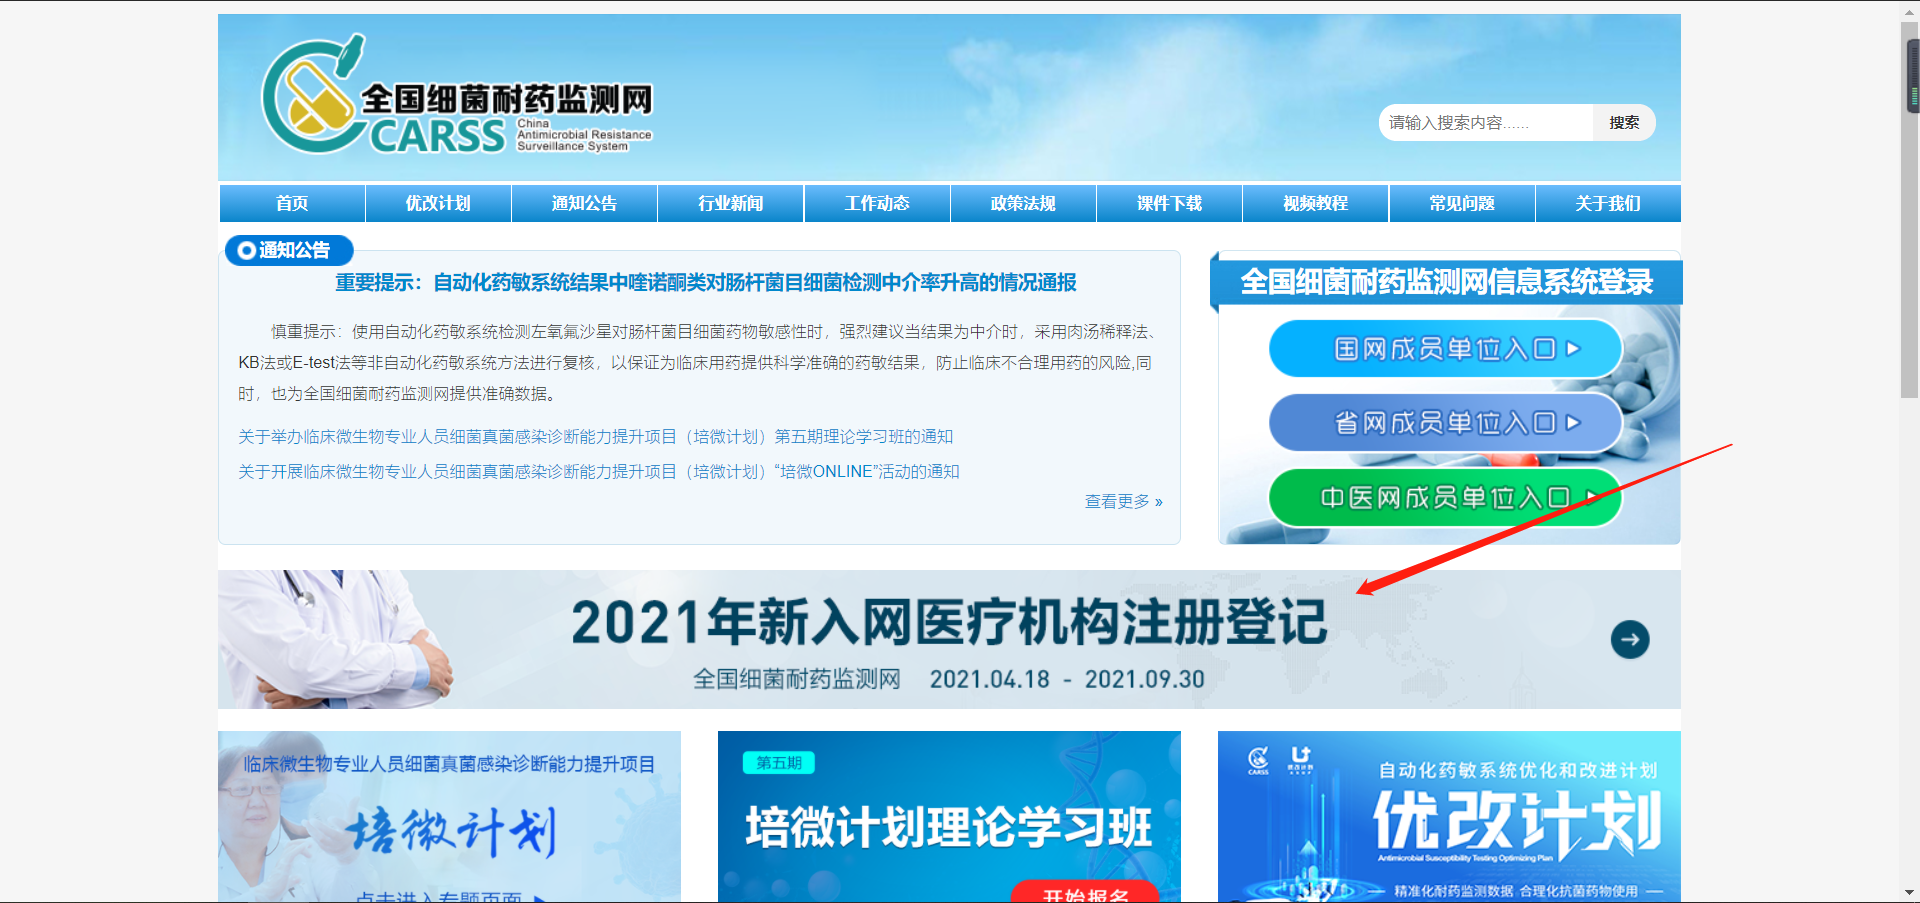 全国细菌耐药监测网
CARSS China
Antimicrobial Resistance
Surveillance System
请输入搜索内容...... 搜索
首页 优改计划 通知公告 行业新闻 工作动态 政策法规 课件下载 视频教程 常见问题 关于我们
通知公告
重要提示：自动化药敏系统结果中喹诺酮类对肠杆菌目细菌检测中介率升高的情况通报
慎重提示：使用自动化药敏系统检测左氧氟沙星对肠杆菌目细菌药物敏感性时，强烈建议当结果为中介时，采用肉汤稀释法、
KB法或E-test法等非自动化药敏系统方法进行复核，以保证为临床用药提供科学准确的药敏结果，防止临床不合理用药的风险,同
时，也为全国细菌耐药监测网提供准确数据。
关于举办临床微生物专业人员细菌真菌感染诊断能力提升项目（培微计划）第五期理论学习班的通知
关于开展临床微生物专业人员细菌真菌感染诊断能力提升项目（培微计划）“培微ONLINE”活动的通知
查看更多 »
全国细菌耐药监测网信息系统登录
国网成员单位入口
省网成员单位入口
中医网成员单位入口
2021年新入网医疗机构注册登记
全国细菌耐药监测网 2021.04.18 - 2021.09.30
临床微生物专业人员细菌真菌感染诊断能力提升项目
培微计划
点击进入专题页面
第五期
培微计划理论学习班
开始报名
CARSS
自动化药敏系统优化和改进计划
优改计划
Antimicrobial Susceptibility Testing Optimizing Plan
精准化耐药监测数据 合理化抗菌药物使用